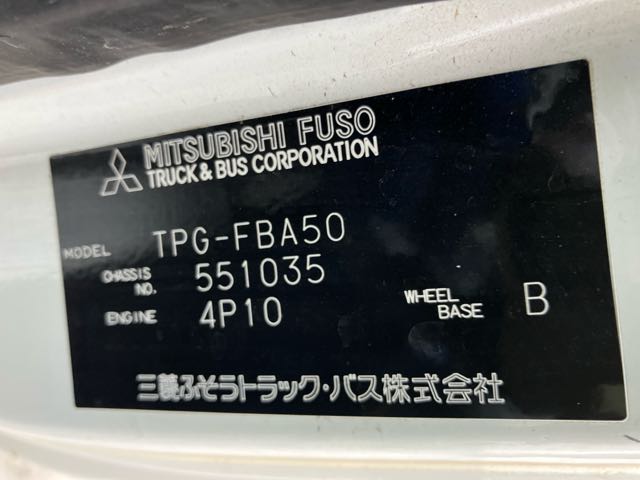 MITSUBISHI FUSO
TRUCK & BUS CORPORATION
MODEL TPG-FBA50
CHASSIS NO. 551035
ENGINE 4P10 WHEEL BASE B
三菱ふそうトラック・バス株式会社